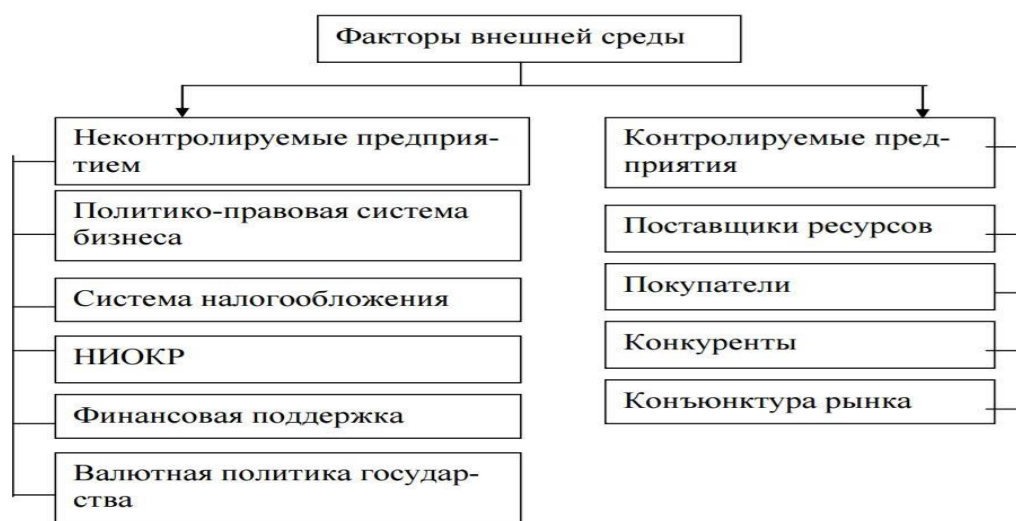 Факторы внешней среды
Неконтролируемые предприя-
тием
Политико-правовая система
бизнеса
Система налогообложения
НИОКР
Финансовая поддержка
Валютная политика государ-
ства
Контролируемые пред-
приятия
Поставщики ресурсов
Покупатели
Конкуренты
Конъюнктура рынка